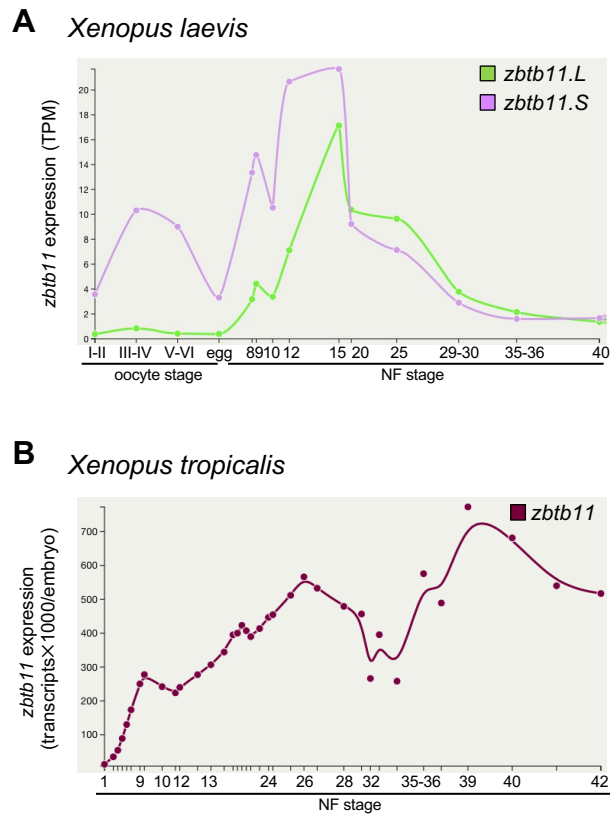 A Xenopus laevis
zbtb11.L
zbtb11.S
zbtb11 expression (TPM)
20
18
16
14
12
10
8
6
4
2
0
I-II III-IV V-VI egg 8 9 10 12 15 20 25 29-30 35-36 40
oocyte stage NF stage
B Xenopus tropicalis
zbtb11
zbtb11 expression
(transcripts×1000/embryo)
700
600
500
400
300
200
100
1 9 10 12 13 24 26 28 32 35-36 39 40 42
NF stage